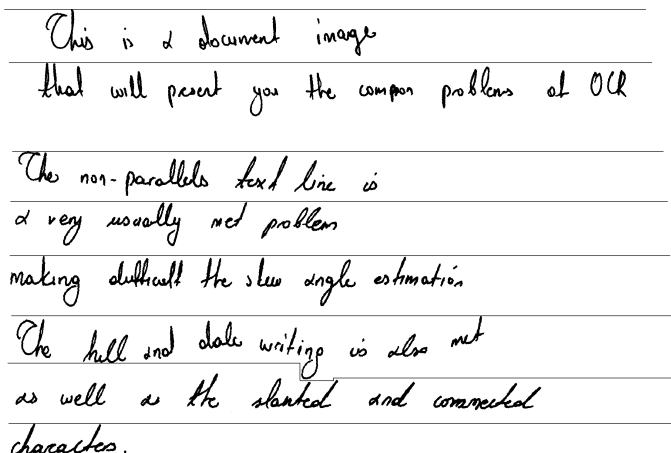 This is a document image
that will present you the common problems of OCR
The non-parallels text line is
a very usually met problem
making difficult the skew angle estimation
The hill and dale writing is also met
as well as the slanted and connected
characters.